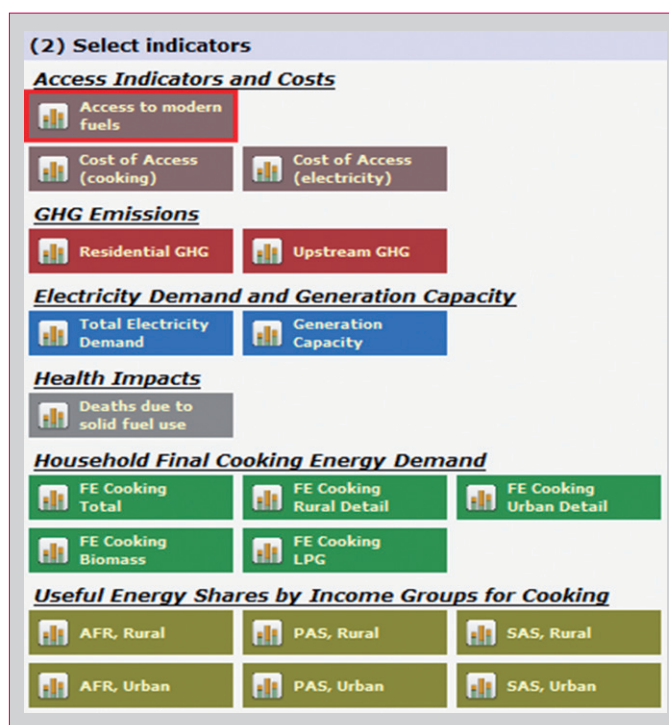 (2) Select indicators
Access Indicators and Costs
Access to modern
fuels
Cost of Access
(cooking)
Cost of Access
(electricity)
GHG Emissions
Residential GHG
Upstream GHG
Electricity Demand and Generation Capacity
Total Electricity
Demand
Generation
Capacity
Health Impacts
Deaths due to
solid fuel use
Household Final Cooking Energy Demand
FE Cooking
Total
FE Cooking
Rural Detail
FE Cooking
Urban Detail
FE Cooking
Biomass
FE Cooking
LPG
Useful Energy Shares by Income Groups for Cooking
AFR, Rural
PAS, Rural
SAS, Rural
AFR, Urban
PAS, Urban
SAS, Urban